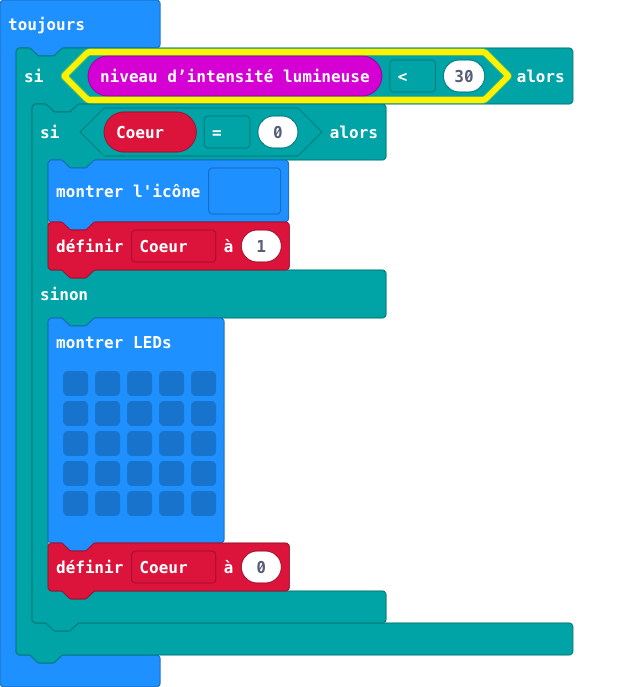 toujours
si niveau d’intensité lumineuse < 30 alors
si Coeur = 0 alors
montrer l'icône
définir Coeur à 1
sinon
montrer LEDs
définir Coeur à 0